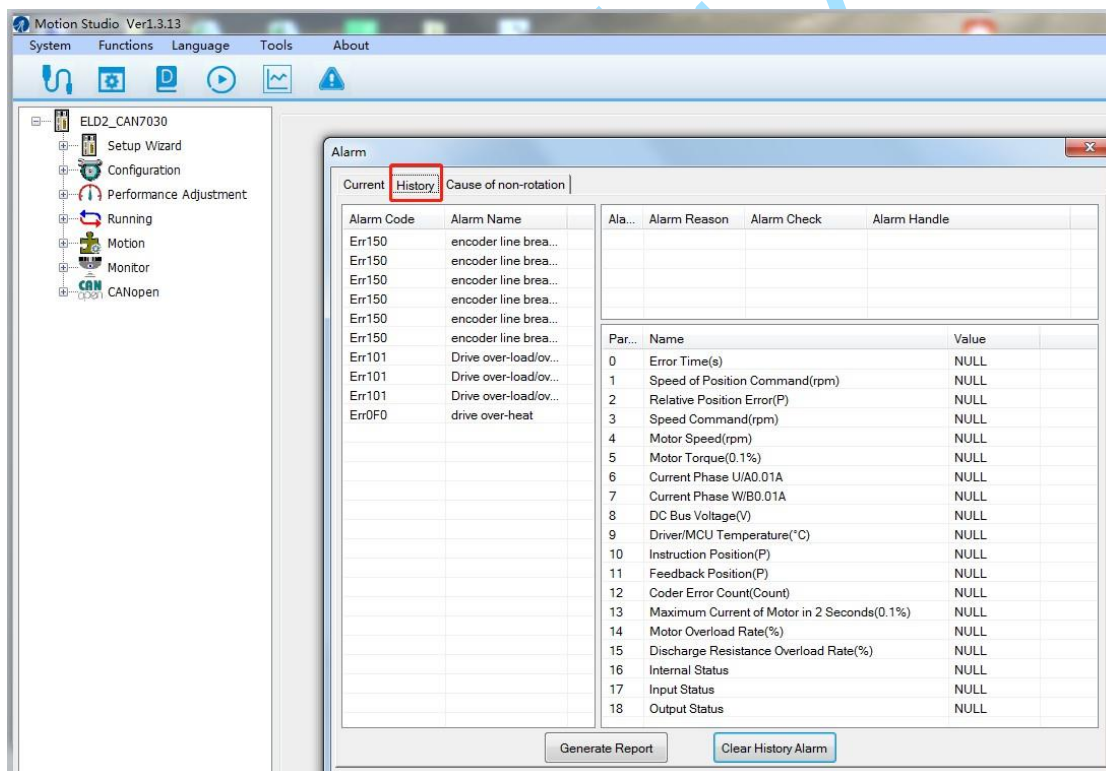 Motion Studio Ver1.3.13
System Functions Language Tools About
ELD2_CAN7030
Setup Wizard
Configuration
Performance Adjustment
Running
Motion
Monitor
CANopen
Alarm
Current History Cause of non-rotation
Alarm Code Alarm Name
Err150 encoder line brea...
Err150 encoder line brea...
Err150 encoder line brea...
Err150 encoder line brea...
Err150 encoder line brea...
Err150 encoder line brea...
Err101 Drive over-load/ov...
Err101 Drive over-load/ov...
Err101 Drive over-load/ov...
Err0F0 drive over-heat
Ala... Alarm Reason Alarm Check Alarm Handle
Par... Name Value
0 Error Time(s) NULL
1 Speed of Position Command(rpm) NULL
2 Relative Position Error(P) NULL
3 Speed Command(rpm) NULL
4 Motor Speed(rpm) NULL
5 Motor Torque(0.1%) NULL
6 Current Phase U/A0.01A NULL
7 Current Phase W/B0.01A NULL
8 DC Bus Voltage(V) NULL
9 Driver/MCU Temperature(°C) NULL
10 Instruction Position(P) NULL
11 Feedback Position(P) NULL
12 Coder Error Count(Count) NULL
13 Maximum Current of Motor in 2 Seconds(0.1%) NULL
14 Motor Overload Rate(%) NULL
15 Discharge Resistance Overload Rate(%) NULL
16 Internal Status NULL
17 Input Status NULL
18 Output Status NULL
Generate Report Clear History Alarm